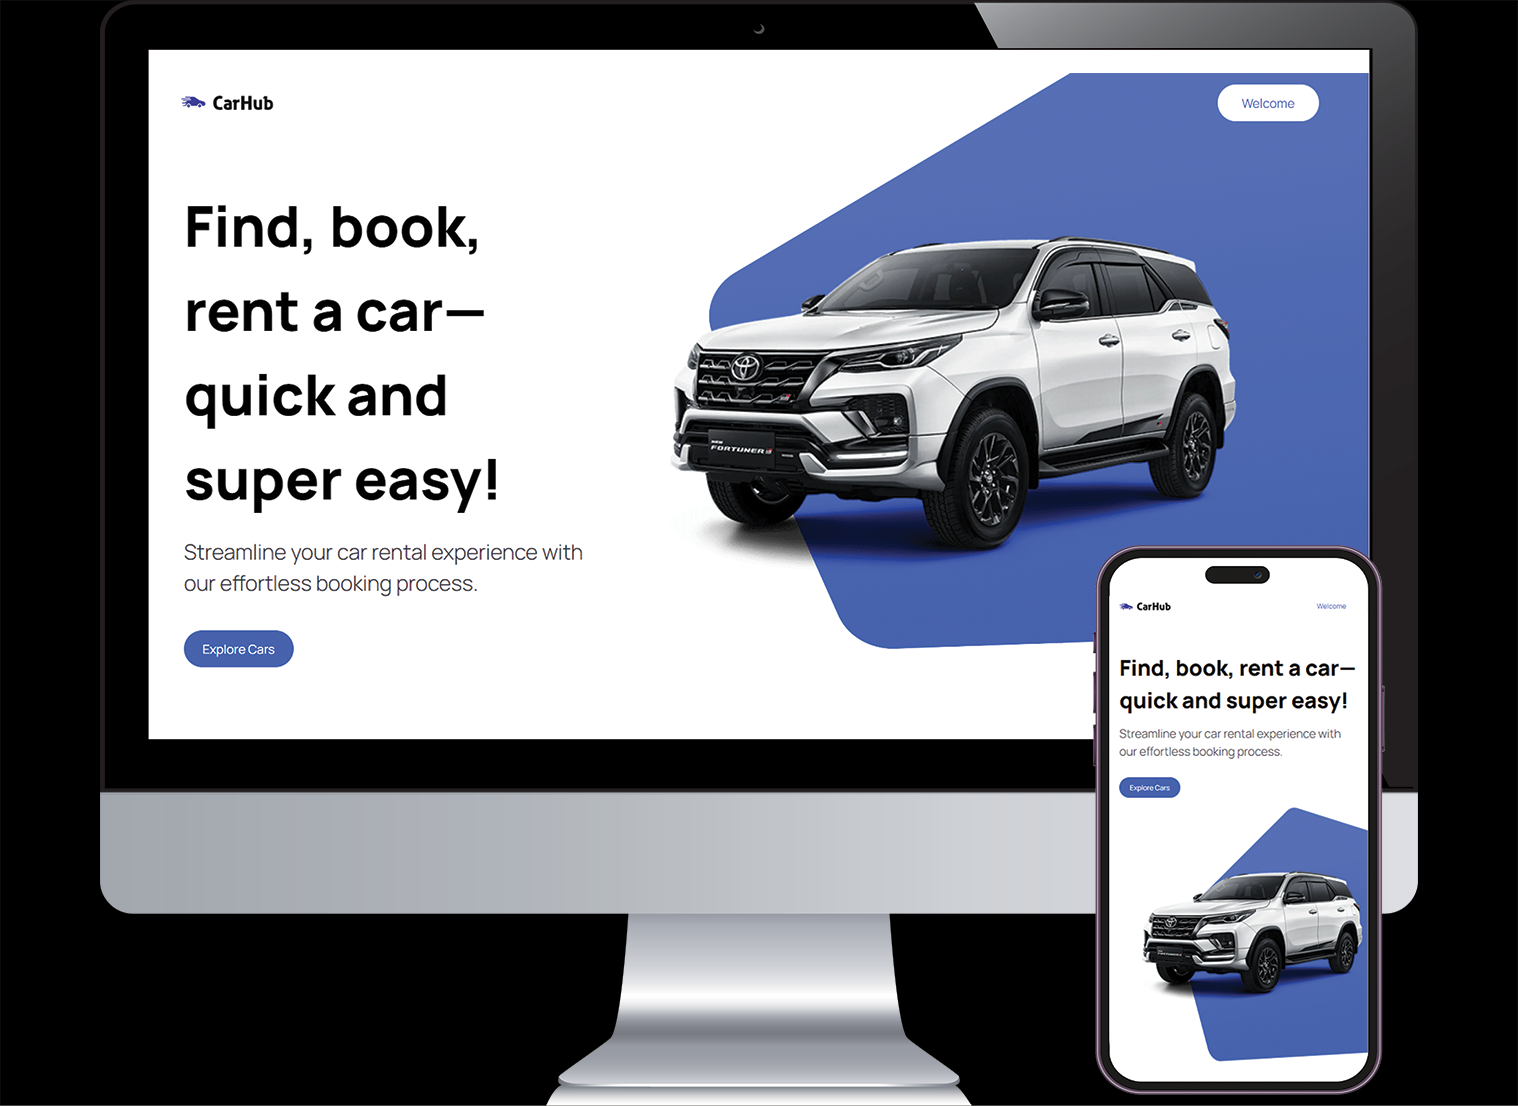 CarHub
Welcome
Find, book,
rent a car—
quick and
super easy!
Streamline your car rental experience with
our effortless booking process.
Explore Cars
NEW
FORTUNER
CarHub
Welcome
Find, book, rent a car—
quick and super easy!
Streamline your car rental experience with
our effortless booking process.
Explore Cars
FORTUNER